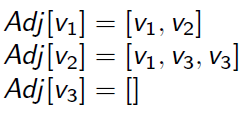 Adj[v₁] = [v₁, v₂]
Adj[v₂] = [v₁, v₃, v₃]
Adj[v₃] = []